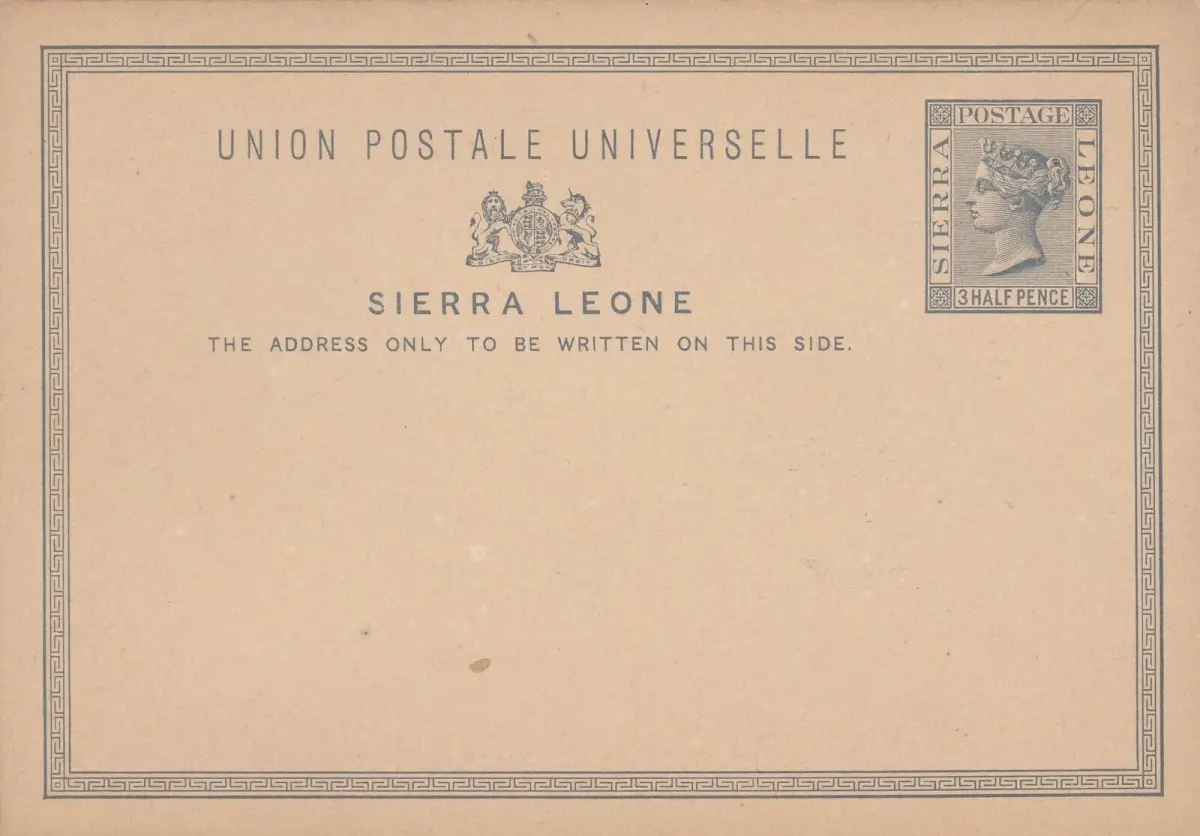 UNION POSTALE UNIVERSELLE
POSTAGE
SIERRA
LEONE
3 HALF PENCE
SIERRA LEONE
THE ADDRESS ONLY TO BE WRITTEN ON THIS SIDE.